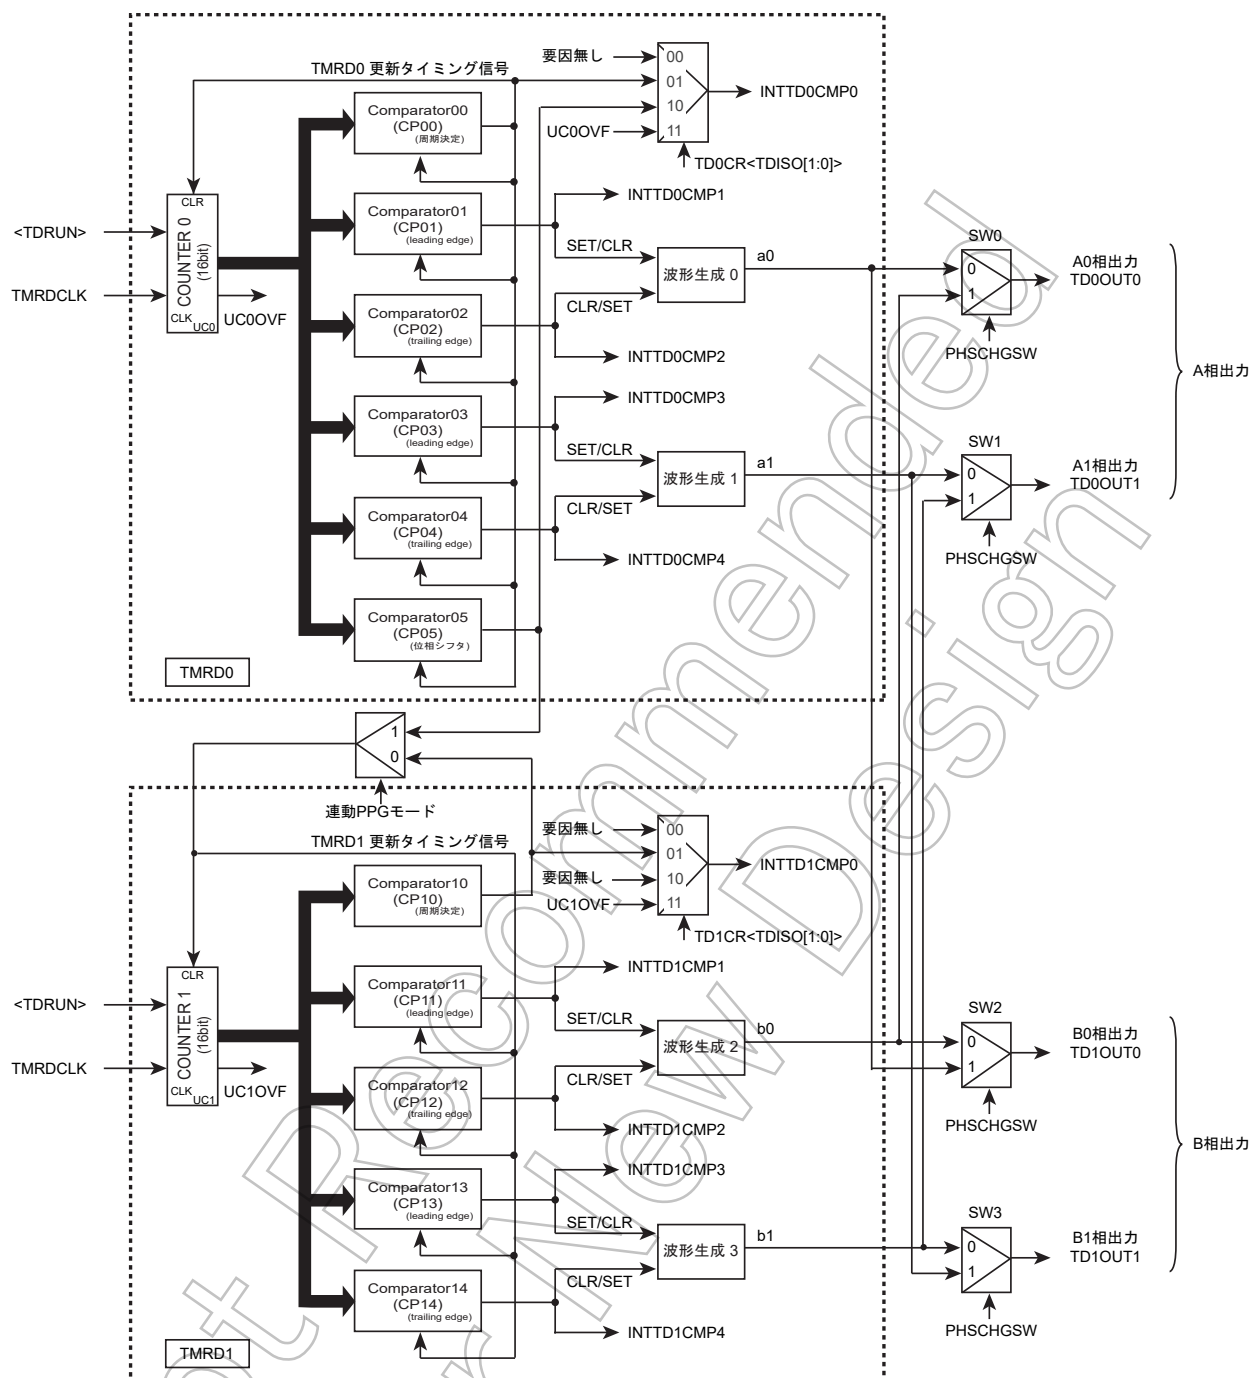 TMRD0 更新タイミング信号
要因無し
00
01
10
11
INTTD0CMP0
UC0OVF
TD0CR<TDISO[1:0]>
Comparator00
(CP00)
(周期決定)
<TDRUN>
TMRDCLK
CLR
COUNTER 0
(16bit)
CLK
UC0
UC0OVF
Comparator01
(CP01)
(leading edge)
INTTD0CMP1
SET/CLR
波形生成 0
a0
CLR/SET
Comparator02
(CP02)
(trailing edge)
INTTD0CMP2
SW0
0
1
PHSCHGSW
A0相出力
TD0OUT0
A相出力
INTTD0CMP3
Comparator03
(CP03)
(leading edge)
SET/CLR
波形生成 1
a1
CLR/SET
Comparator04
(CP04)
(trailing edge)
INTTD0CMP4
SW1
0
1
PHSCHGSW
A1相出力
TD0OUT1
Comparator05
(CP05)
(位相シフタ)
TMRD0
1
0
連動PPGモード
TMRD1 更新タイミング信号
要因無し
00
01
要因無し
10
UC1OVF
11
INTTD1CMP0
TD1CR<TDISO[1:0]>
Comparator10
(CP10)
(周期決定)
<TDRUN>
TMRDCLK
CLR
COUNTER 1
(16bit)
CLK
UC1
UC1OVF
INTTD1CMP1
Comparator11
(CP11)
(leading edge)
SET/CLR
波形生成 2
b0
CLR/SET
Comparator12
(CP12)
(trailing edge)
INTTD1CMP2
SW2
0
1
PHSCHGSW
B0相出力
TD1OUT0
B相出力
INTTD1CMP3
Comparator13
(CP13)
(leading edge)
SET/CLR
波形生成 3
b1
CLR/SET
Comparator14
(CP14)
(trailing edge)
INTTD1CMP4
SW3
0
1
PHSCHGSW
B1相出力
TD1OUT1
TMRD1
Recommended
New Design